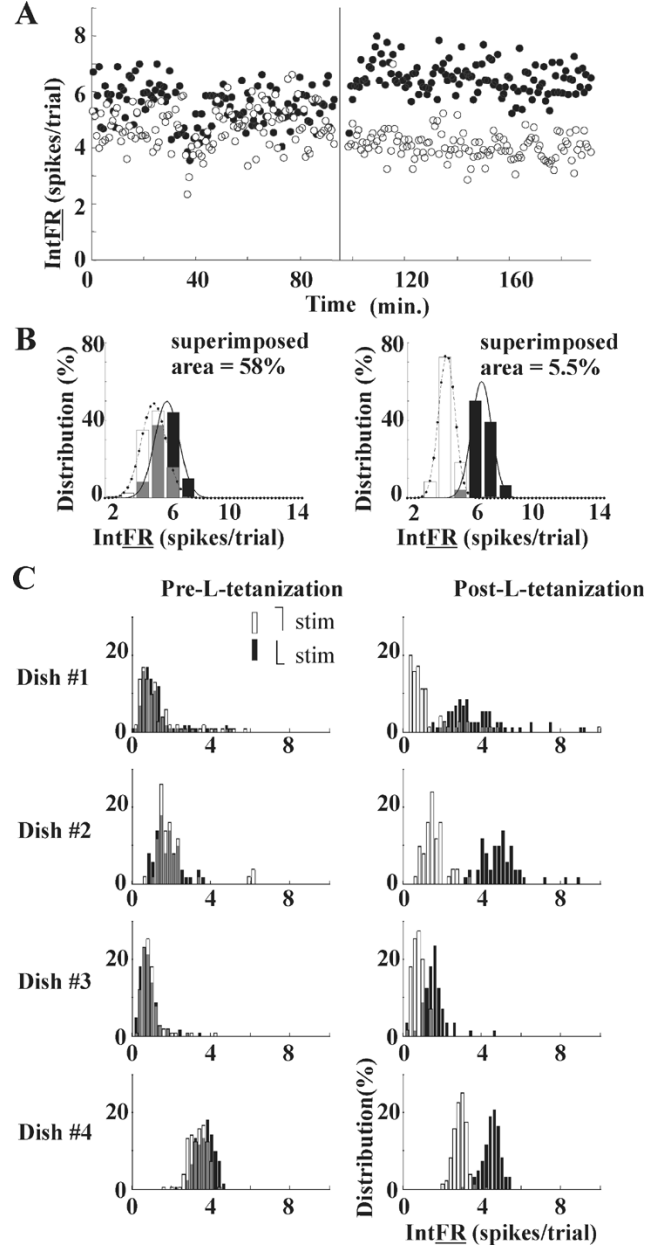 A
8
6
4
2
0
IntFR (spikes/trial)
0 40 80 120 160
Time (min.)
B
80
40
0
Distribution (%)
superimposed
area = 58%
2 6 10 14
IntFR (spikes/trial)
80
40
0
Distribution (%)
superimposed
area = 5.5%
2 6 10 14
IntFR (spikes/trial)
C
Pre-L-tetanization Post-L-tetanization
stim
stim
Dish #1
20
0
0 4 8
20
0
0 4 8
Dish #2
20
0
0 4 8
20
0
0 4 8
Dish #3
20
0
0 4 8
20
0
0 4 8
Dish #4
20
0
0 4 8
Distribution(%)
20
0
0 4 8
IntFR (spikes/trial)